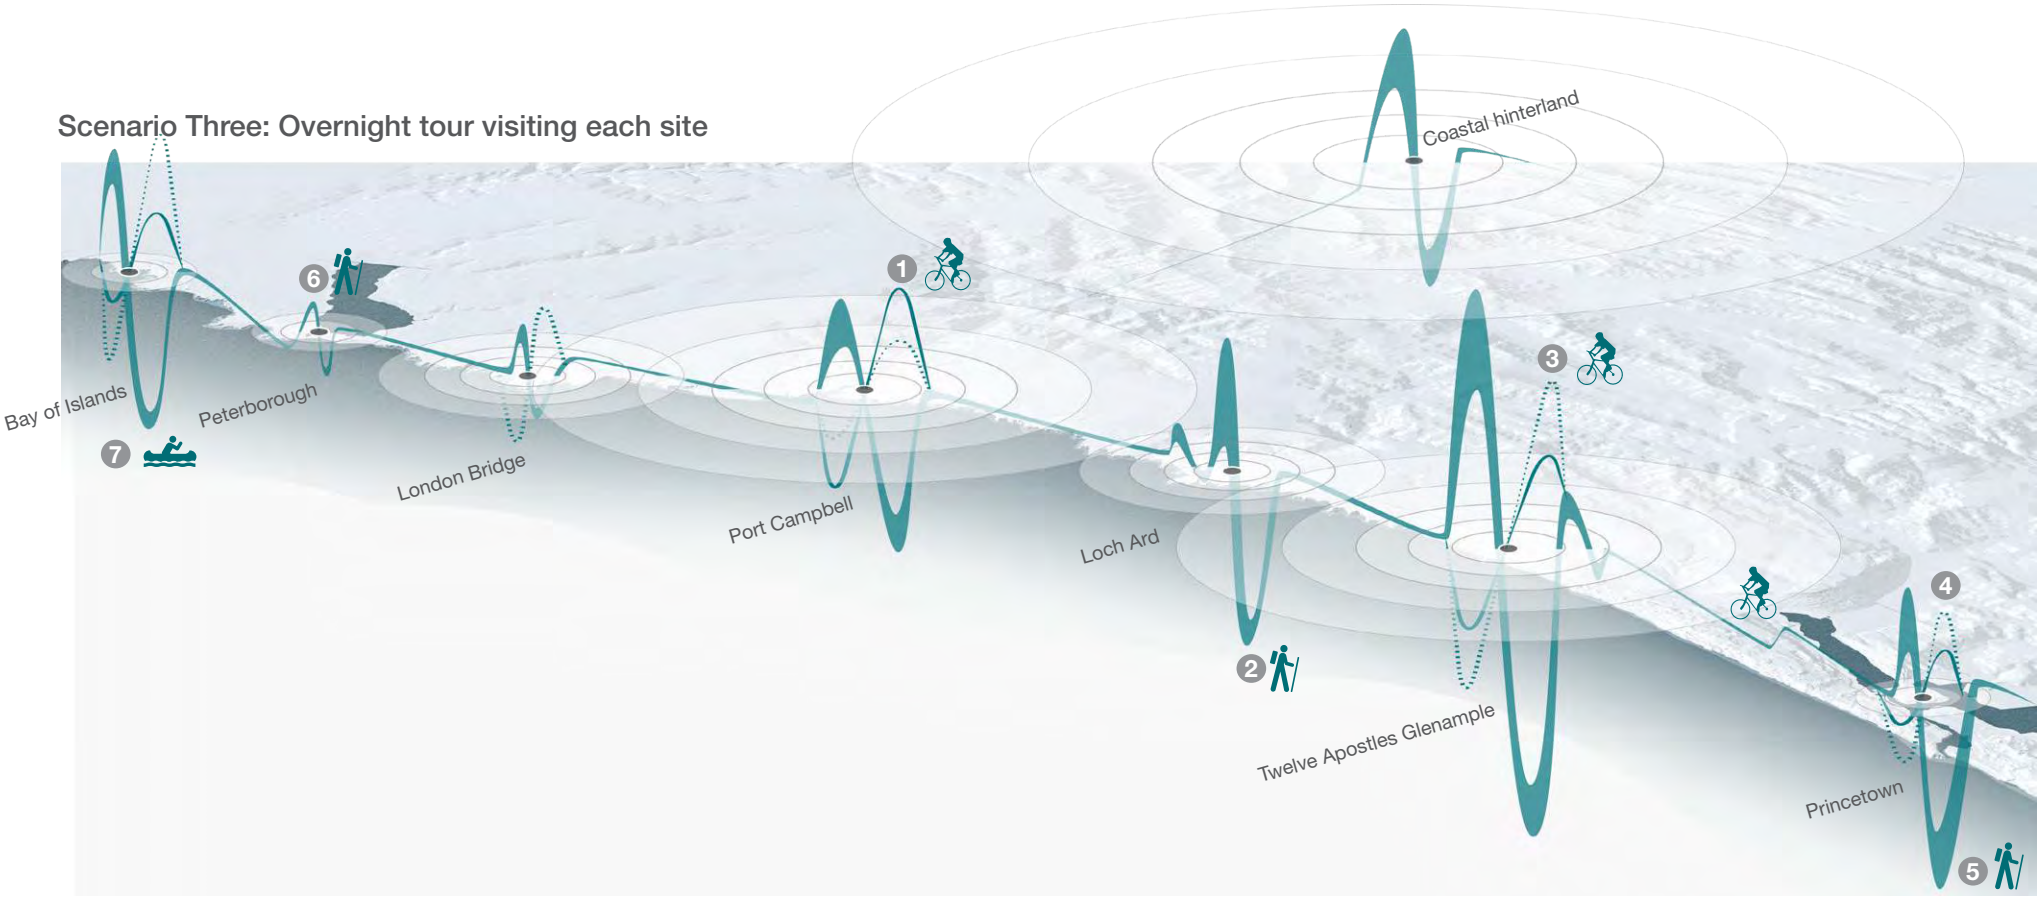 Scenario Three: Overnight tour visiting each site
Coastal hinterland
6
1
3
Bay of Islands
Peterborough
7
London Bridge
Port Campbell
Loch Ard
4
2
Twelve Apostles Glenample
Princetown
5